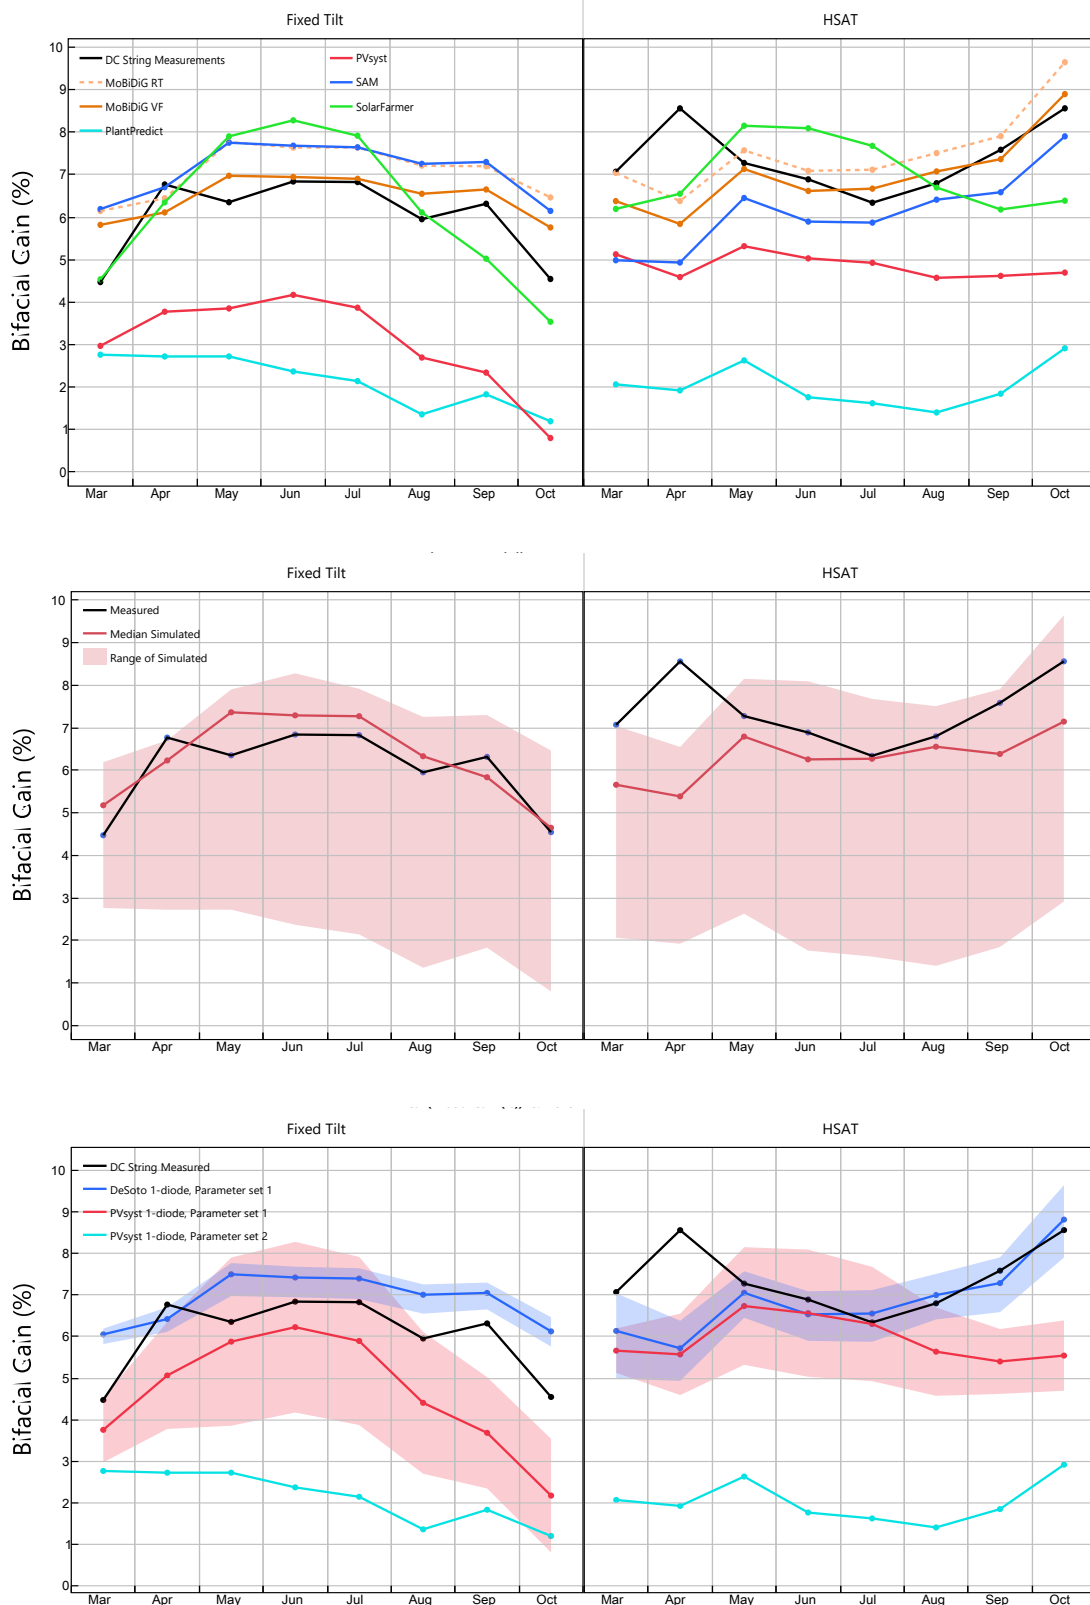 Fixed Tilt
HSAT
Bifacial Gain (%)
10
9
8
7
6
5
4
3
2
1
0
DC String Measurements
MoBiDiG RT
MoBiDiG VF
PlantPredict
PVsyst
SAM
SolarFarmer
Mar Apr May Jun Jul Aug Sep Oct
Mar Apr May Jun Jul Aug Sep Oct
Fixed Tilt
HSAT
Bifacial Gain (%)
10
9
8
7
6
5
4
3
2
1
0
Measured
Median Simulated
Range of Simulated
Mar Apr May Jun Jul Aug Sep Oct
Mar Apr May Jun Jul Aug Sep Oct
Fixed Tilt
HSAT
Bifacial Gain (%)
10
9
8
7
6
5
4
3
2
1
0
DC String Measured
DeSoto 1-diode, Parameter set 1
PVsyst 1-diode, Parameter set 1
PVsyst 1-diode, Parameter set 2
Mar Apr May Jun Jul Aug Sep Oct
Mar Apr May Jun Jul Aug Sep Oct